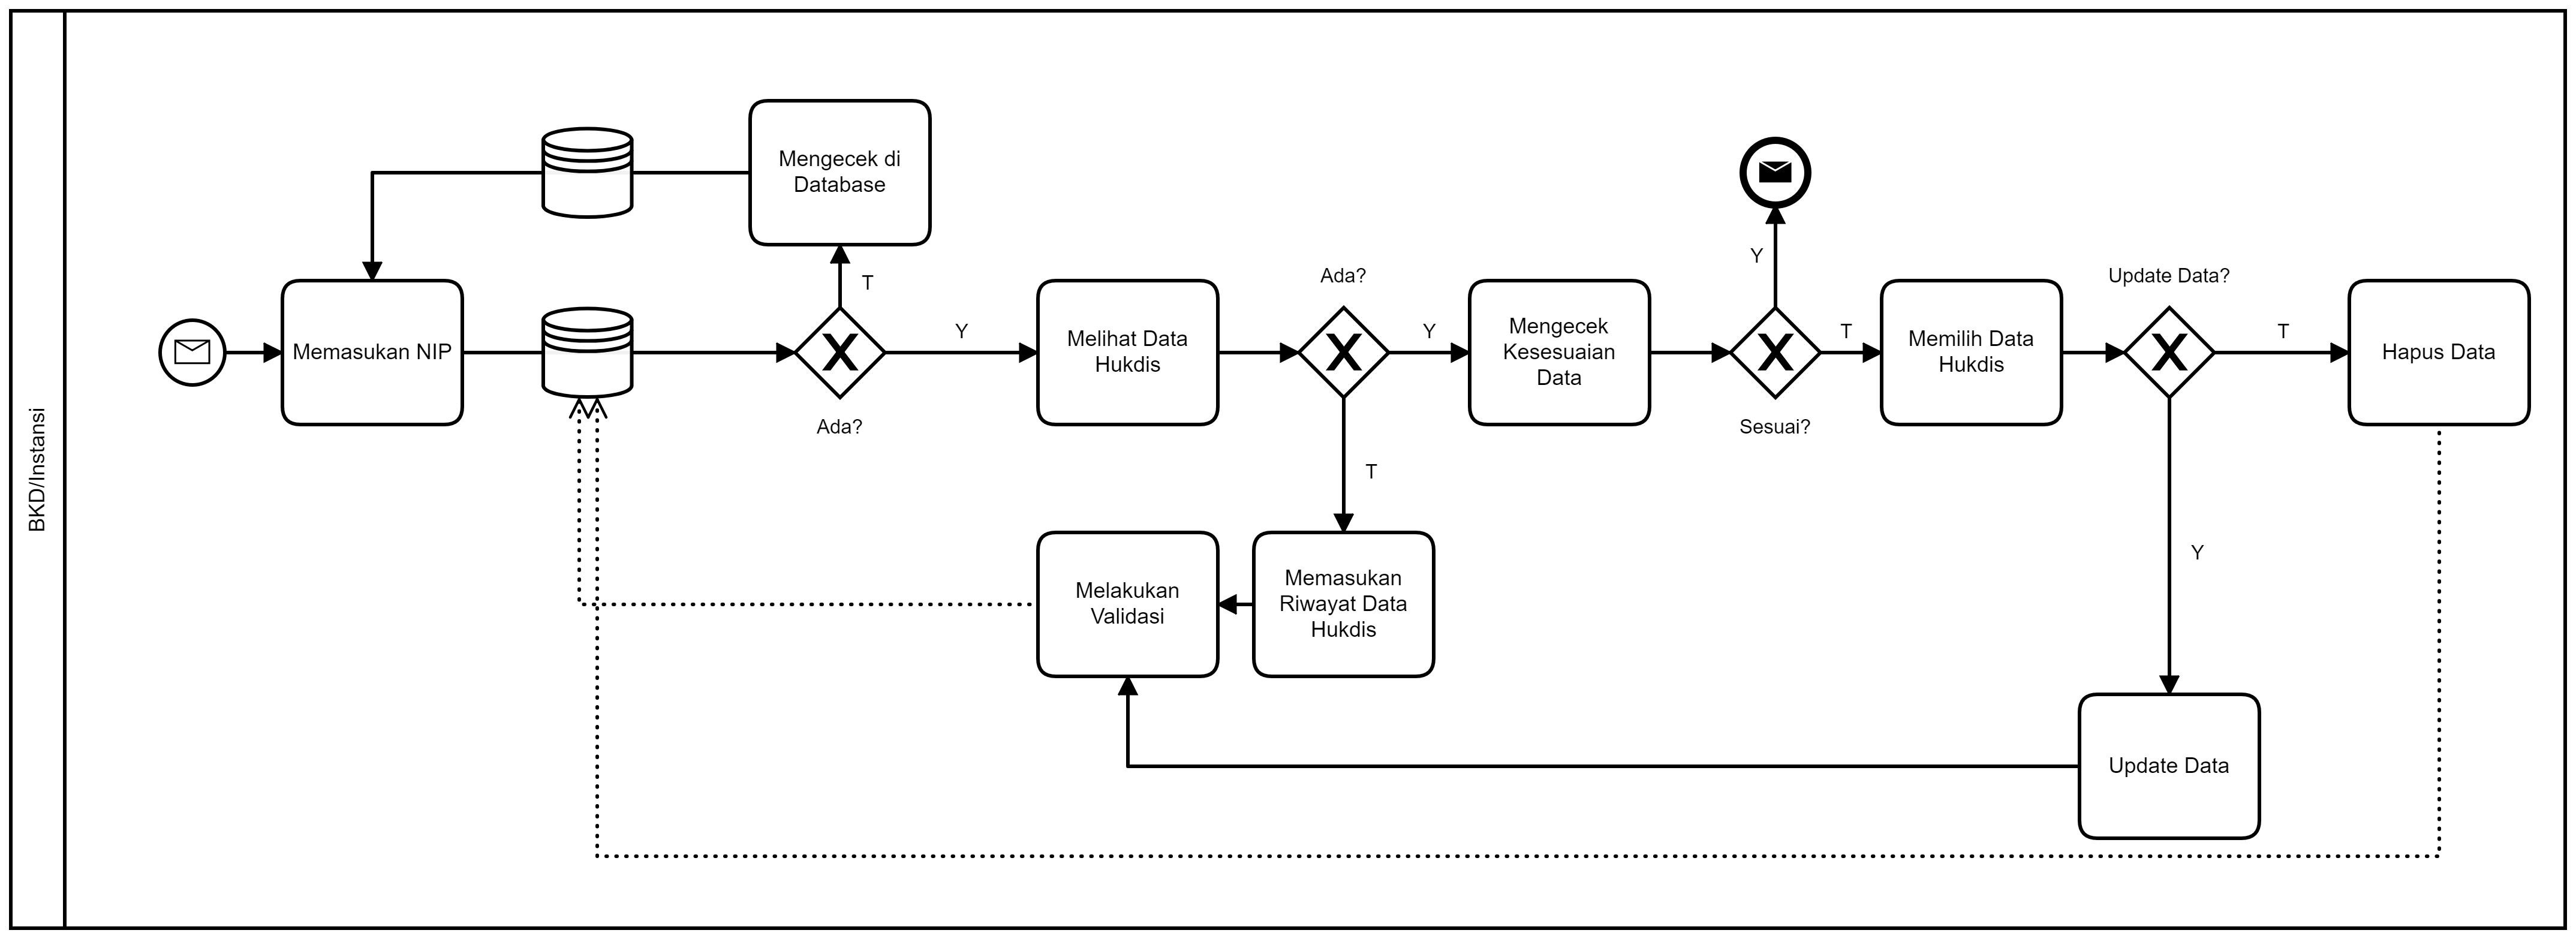 BKD/Instansi
Mengecek di
Database
T
Memasukan NIP
Ada?
Y
Melihat Data
Hukdis
Ada?
Y
T
Mengecek
Kesesuaian
Data
Y
Sesuai?
T
Memilih Data
Hukdis
Update Data?
T
Hapus Data
Y
Melakukan
Validasi
Memasukan
Riwayat Data
Hukdis
Update Data